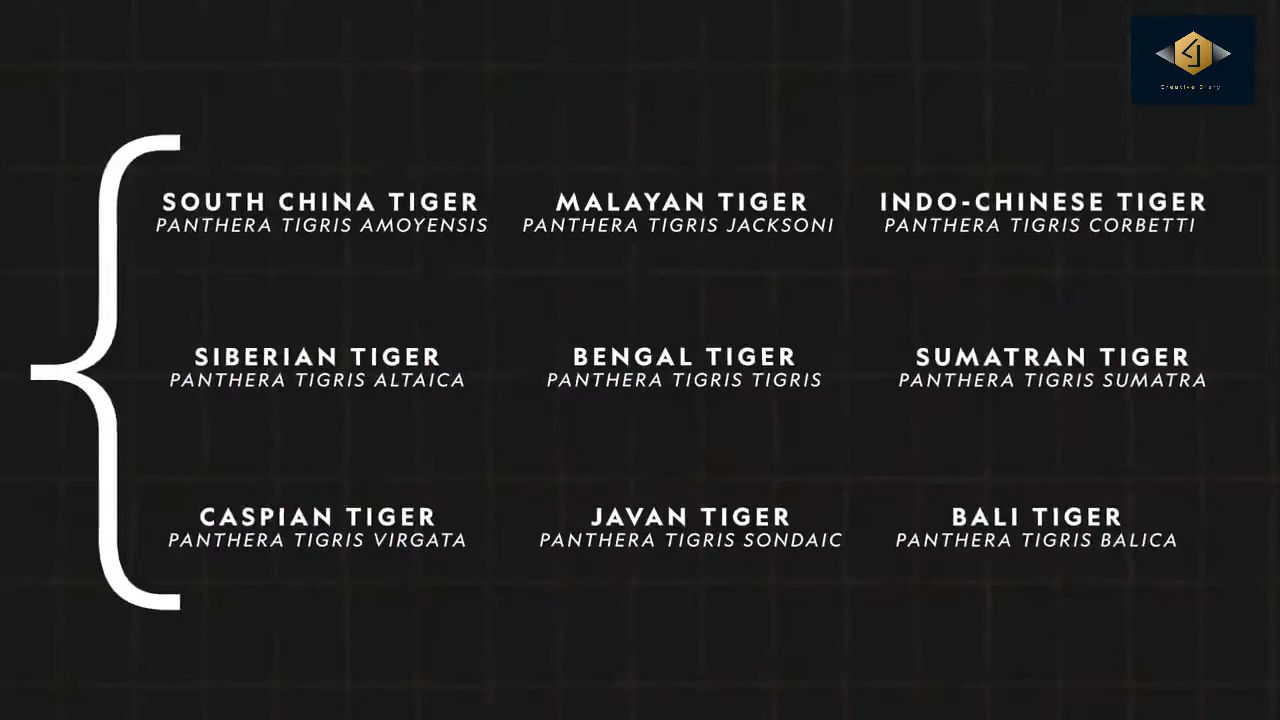 Creative Diary
SOUTH CHINA TIGER
PANTHERA TIGRIS AMOYENSIS
MALAYAN TIGER
PANTHERA TIGRIS JACKSONI
INDO-CHINESE TIGER
PANTHERA TIGRIS CORBETTI
SIBERIAN TIGER
PANTHERA TIGRIS ALTAICA
BENGAL TIGER
PANTHERA TIGRIS TIGRIS
SUMATRAN TIGER
PANTHERA TIGRIS SUMATRA
CASPIAN TIGER
PANTHERA TIGRIS VIRGATA
JAVAN TIGER
PANTHERA TIGRIS SONDAIC
BALI TIGER
PANTHERA TIGRIS BALICA